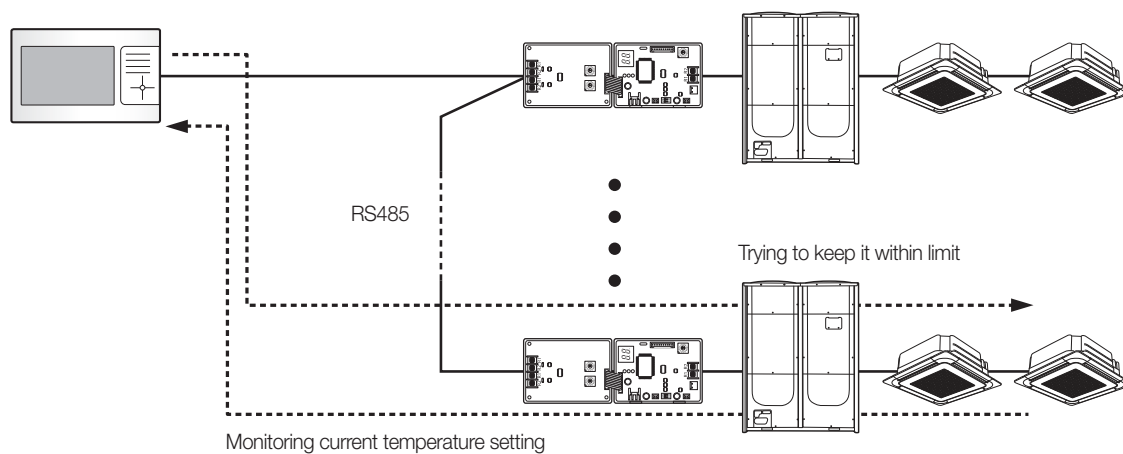 RS485
Trying to keep it within limit
Monitoring current temperature setting